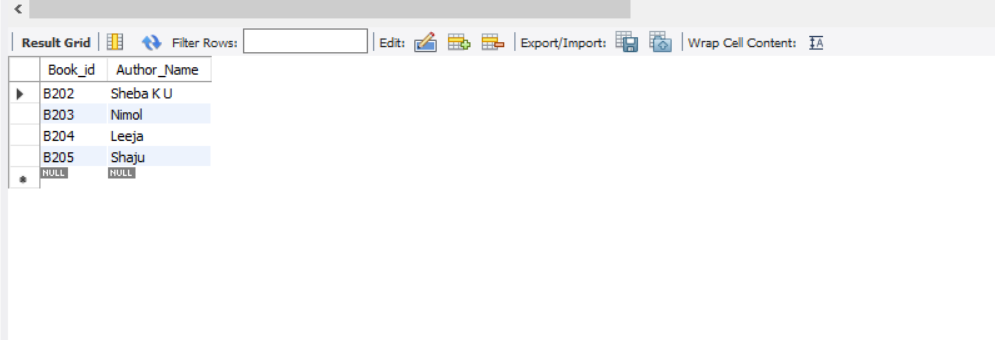 Result Grid Filter Rows: Edit: Export/Import: Wrap Cell Content:
Book_id Author_Name
B202 Sheba K U
B203 Nimol
B204 Leeja
B205 Shaju
NULL NULL